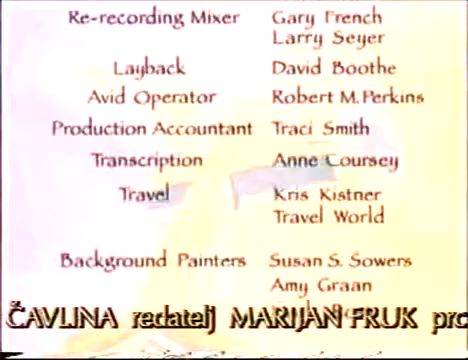 Re-recording Mixer Gary French
Larry Seyer
Layback David Boothe
Avid Operator Robert M. Perkins
Production Accountant Traci Smith
Transcription Anne Coursey
Travel Kris Kistner
Travel World
Background Painters Susan S. Sowers
Amy Graan
ČAVLINA redatelj MARIJAN FRUK pro